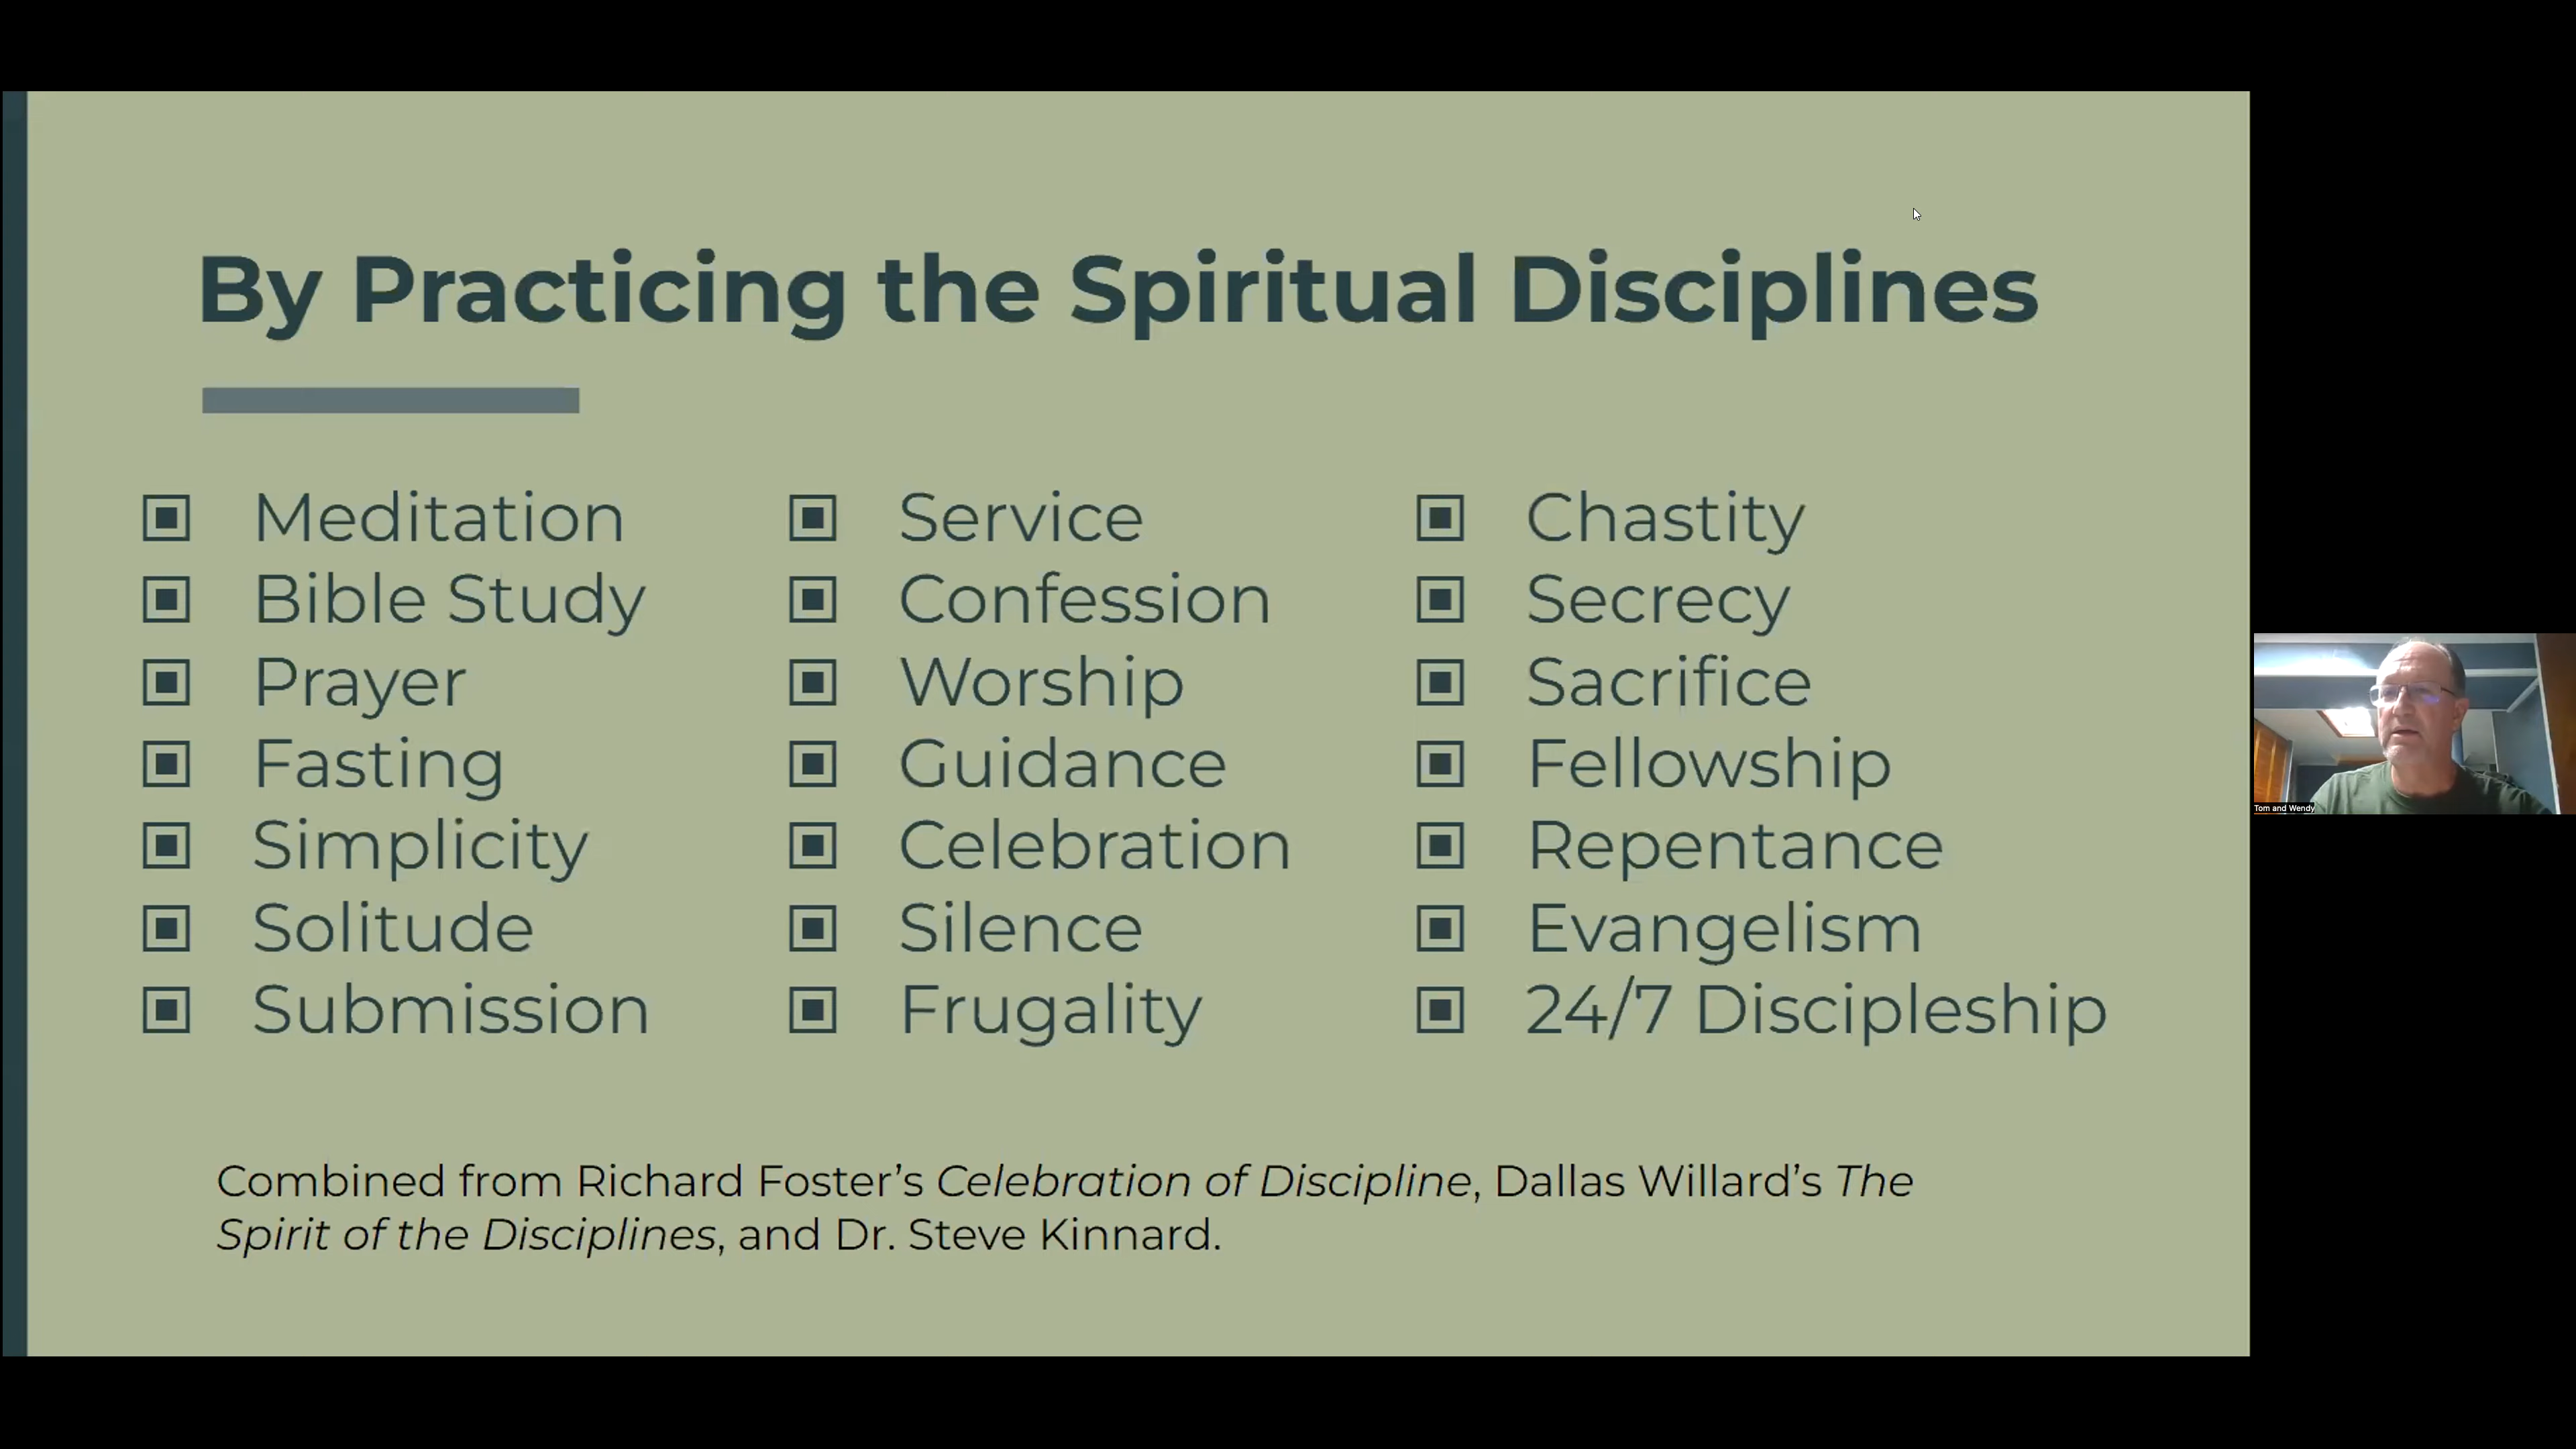 By Practicing the Spiritual Disciplines
Meditation
Bible Study
Prayer
Fasting
Simplicity
Solitude
Submission
Service
Confession
Worship
Guidance
Celebration
Silence
Frugality
Chastity
Secrecy
Sacrifice
Fellowship
Repentance
Evangelism
24/7 Discipleship
Combined from Richard Foster’s Celebration of Discipline, Dallas Willard’s The
Spirit of the Disciplines, and Dr. Steve Kinnard.
Tom and Wendy